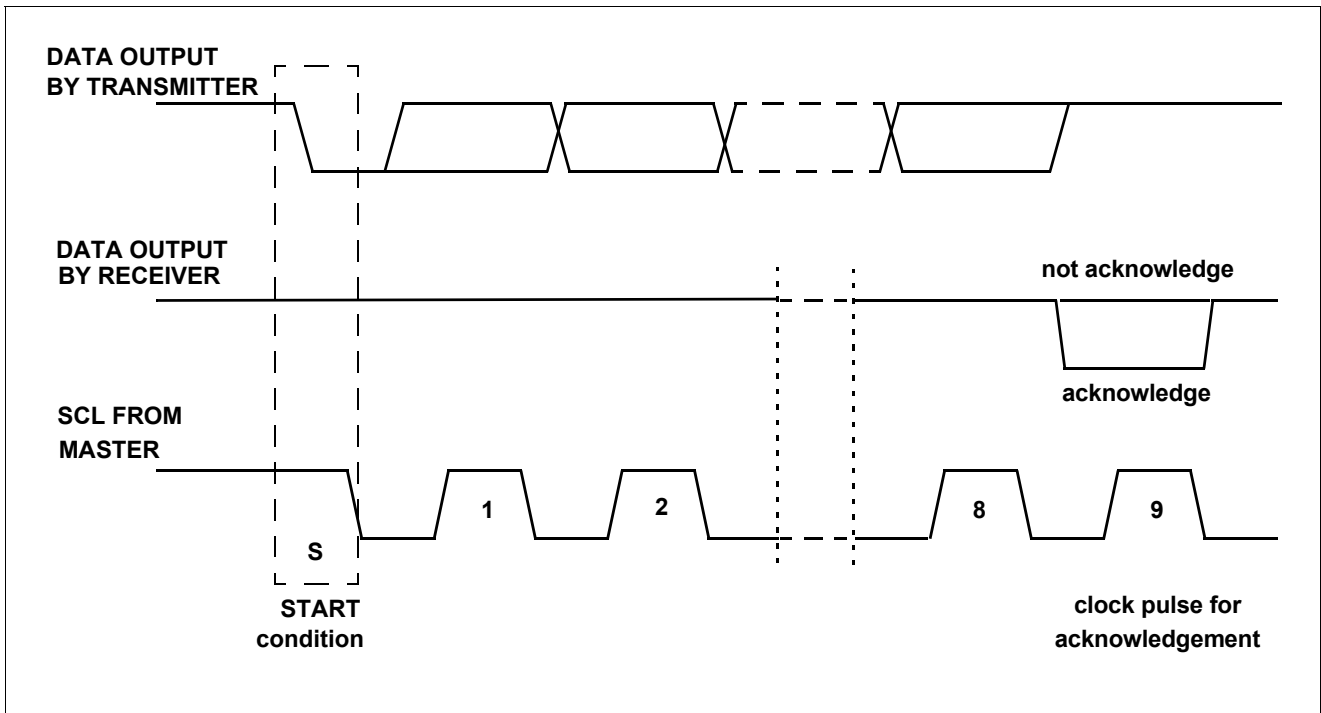 DATA OUTPUT
BY TRANSMITTER
DATA OUTPUT
BY RECEIVER
not acknowledge
acknowledge
SCL FROM
MASTER
1
2
8
9
S
START
condition
clock pulse for
acknowledgement